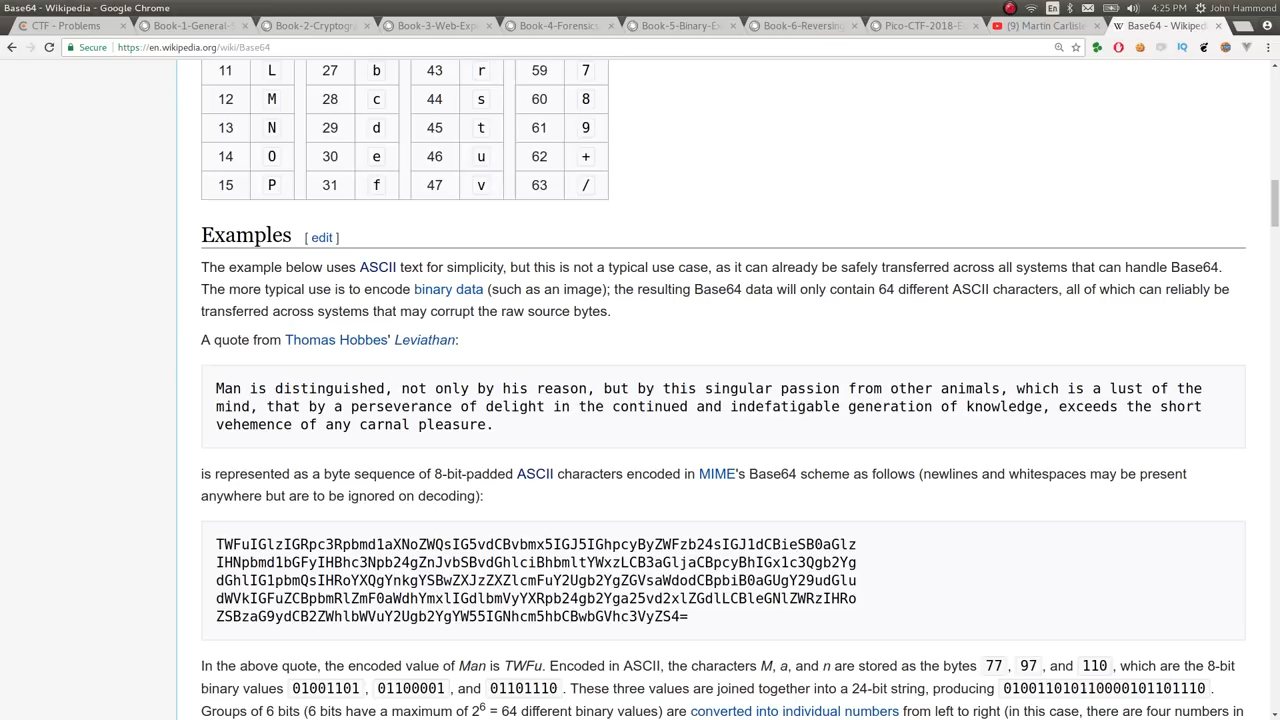 Base64 - Wikipedia - Google Chrome
En
4:25 PM
John Hammond
CTF - Problems
Book-1-General-S
Book-2-Cryptogra
Book-3-Web-Expl
Book-4-Forensics
Book-5-Binary-Ex
Book-6-Reversing
Pico-CTF-2018-E
(9) Martin Carlisle
Base64 - Wikiped
Secure
https://en.wikipedia.org/wiki/Base64
11 L 27 b 43 r 59 7
12 M 28 c 44 s 60 8
13 N 29 d 45 t 61 9
14 O 30 e 46 u 62 +
15 P 31 f 47 v 63 /
Examples [ edit ]
The example below uses ASCII text for simplicity, but this is not a typical use case, as it can already be safely transferred across all systems that can handle Base64.
The more typical use is to encode binary data (such as an image); the resulting Base64 data will only contain 64 different ASCII characters, all of which can reliably be
transferred across systems that may corrupt the raw source bytes.
A quote from Thomas Hobbes' Leviathan:
Man is distinguished, not only by his reason, but by this singular passion from other animals, which is a lust of the
mind, that by a perseverance of delight in the continued and indefatigable generation of knowledge, exceeds the short
vehemence of any carnal pleasure.
is represented as a byte sequence of 8-bit-padded ASCII characters encoded in MIME's Base64 scheme as follows (newlines and whitespaces may be present
anywhere but are to be ignored on decoding):
TWFuIGlzIGRpc3Rpbmd1aXNoZWQsIG5vdCBvbmx5IGJ5IGhpcyByZWFzb24sIGJ1dCBieSB0aGlz
IHNpbmd1bGFyIHBhc3Npb24gZnJvbSBvdGhlciBhbmltYWxzLCB3aGljaCBpcyBhIGx1c3Qgb2Yg
dGhlIG1pbmQsIHRoYXQgYnkgYSBwZXJzZXZlcmFuY2Ugb2YgZGVsaWdodCBpbiB0aGUgY29udGlu
dWVkIGFuZCBpbmRlZmF0aWdhYmxlIGdlbmVyYXRpb24gb2Yga25vd2xlZGdlLCBleGNlZWRzIHRo
ZSBzaG9ydCB2ZWhlbWVuY2Ugb2YgYW55IGNhcm5hbCBwbGVhc3VyZS4=
In the above quote, the encoded value of Man is TWFu. Encoded in ASCII, the characters M, a, and n are stored as the bytes 77, 97, and 110, which are the 8-bit
binary values 01001101, 01100001, and 01101110. These three values are joined together into a 24-bit string, producing 010011010110000101101110.
Groups of 6 bits (6 bits have a maximum of 2^6 = 64 different binary values) are converted into individual numbers from left to right (in this case, there are four numbers in